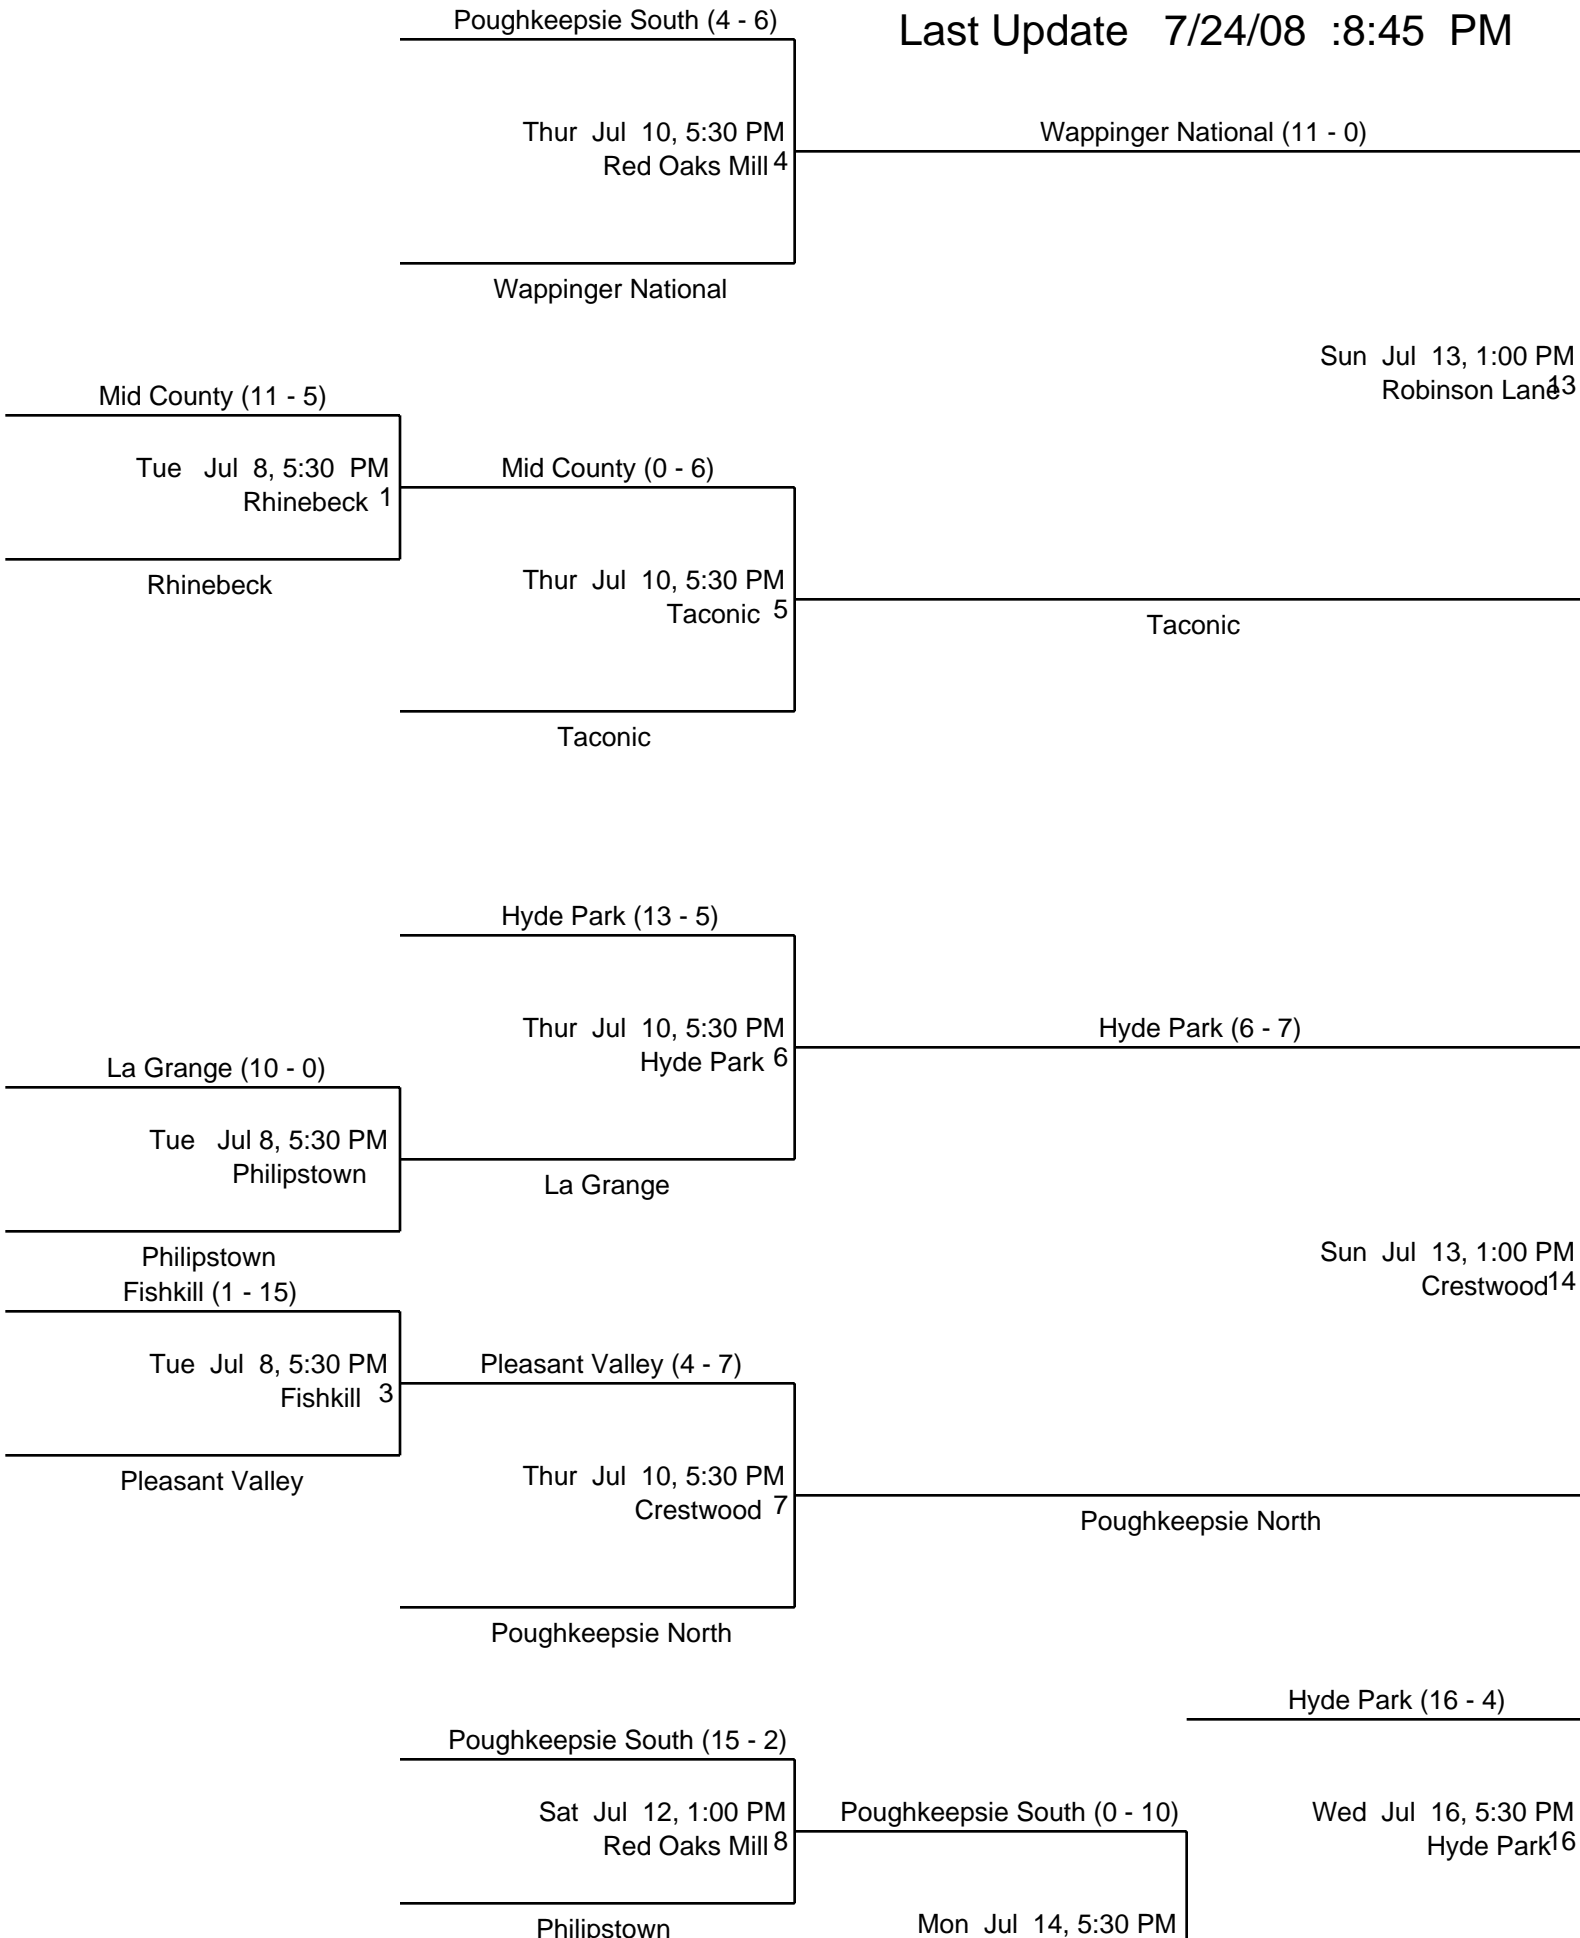 Poughkeepsie South (4 - 6)
Last Update 7/24/08 :8:45 PM
Thur Jul 10, 5:30 PM
Red Oaks Mill 4
Wappinger National (11 - 0)
Wappinger National
Sun Jul 13, 1:00 PM
Robinson Lane 13
Mid County (11 - 5)
Tue Jul 8, 5:30 PM
Rhinebeck 1
Mid County (0 - 6)
Rhinebeck
Thur Jul 10, 5:30 PM
Taconic 5
Taconic
Taconic
Hyde Park (13 - 5)
Thur Jul 10, 5:30 PM
Hyde Park 6
Hyde Park (6 - 7)
La Grange (10 - 0)
Tue Jul 8, 5:30 PM
Philipstown
La Grange
Philipstown
Sun Jul 13, 1:00 PM
Crestwood 14
Fishkill (1 - 15)
Tue Jul 8, 5:30 PM
Fishkill 3
Pleasant Valley (4 - 7)
Pleasant Valley
Thur Jul 10, 5:30 PM
Crestwood 7
Poughkeepsie North
Poughkeepsie North
Hyde Park (16 - 4)
Poughkeepsie South (15 - 2)
Sat Jul 12, 1:00 PM
Red Oaks Mill 8
Poughkeepsie South (0 - 10)
Wed Jul 16, 5:30 PM
Hyde Park 16
Philipstown
Mon Jul 14, 5:30 PM